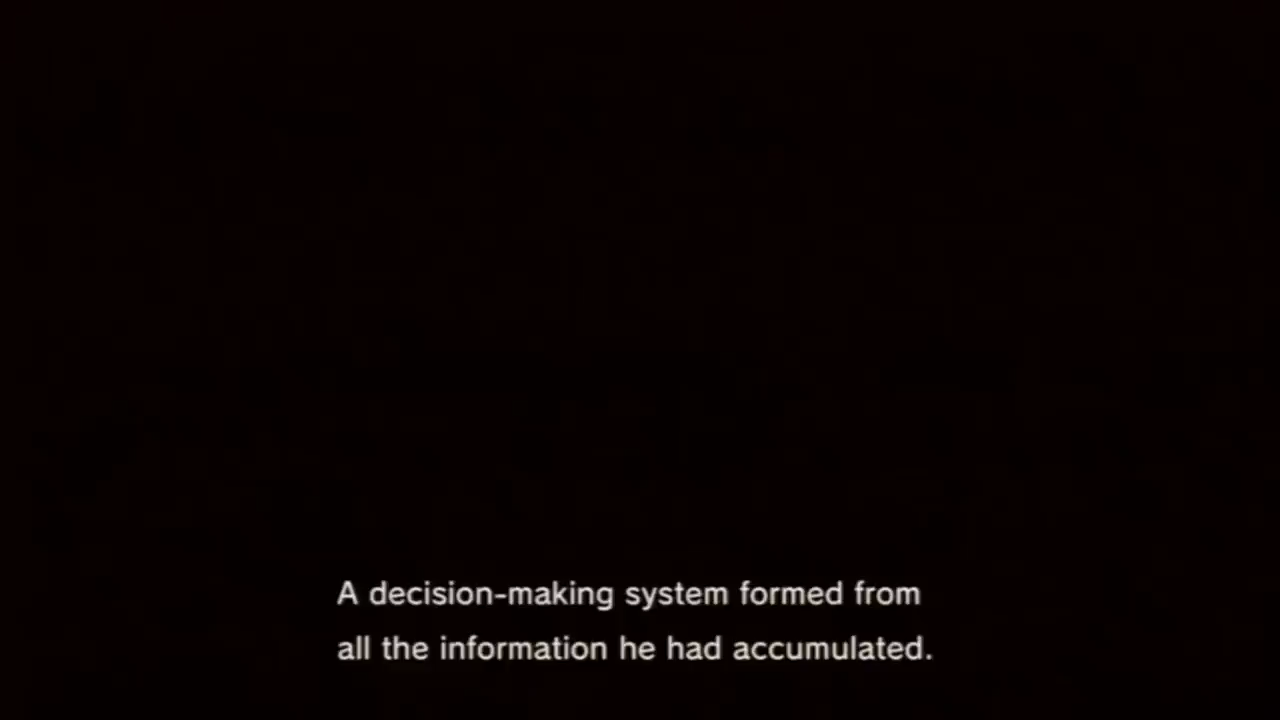 A decision-making system formed from
all the information he had accumulated.